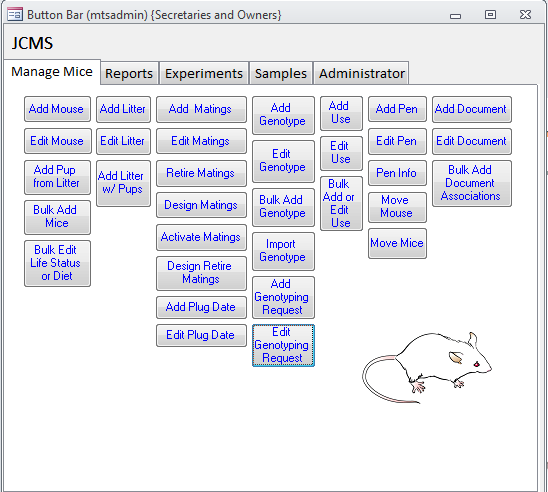 Button Bar (mtsadmin) {Secretaries and Owners}
JCMS
Manage Mice Reports Experiments Samples Administrator
Add Mouse
Edit Mouse
Add Pup
from Litter
Bulk Add
Mice
Bulk Edit
Life Status
or Diet
Add Litter
Edit Litter
Add Litter
w/ Pups
Add Matings
Edit Matings
Retire Matings
Design Matings
Activate Matings
Design Retire
Matings
Add Plug Date
Edit Plug Date
Add
Genotype
Edit
Genotype
Bulk Add
Genotype
Import
Genotype
Add
Genotyping
Request
Edit
Genotyping
Request
Add
Use
Edit
Use
Bulk
Add or
Edit
Use
Add Pen
Edit Pen
Pen Info
Move
Mouse
Move Mice
Add Document
Edit Document
Bulk Add
Document
Associations